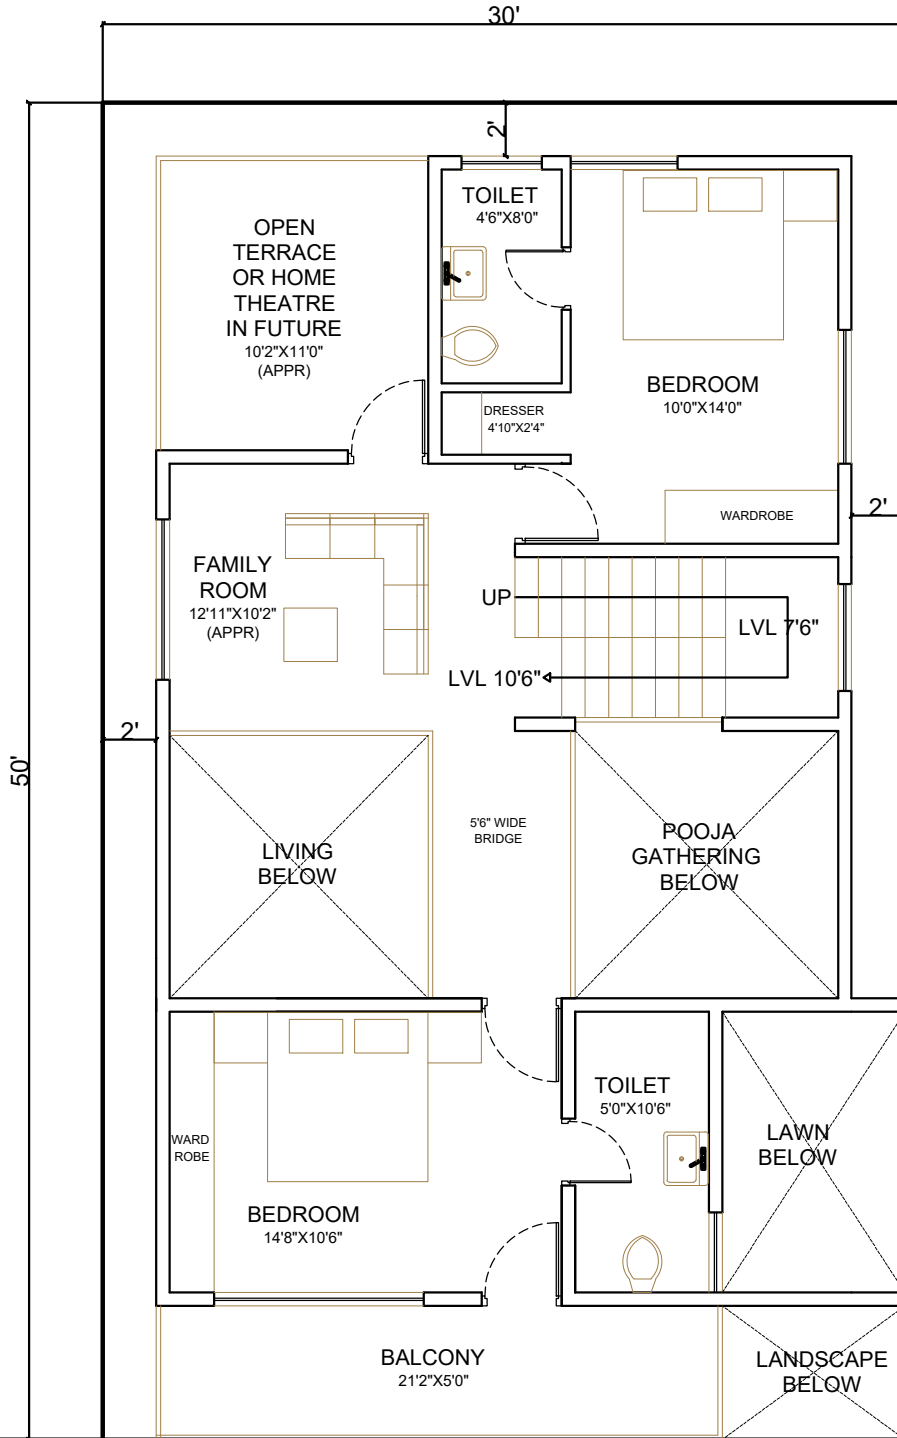 30'
2'
TOILET
4'6"X8'0"
OPEN
TERRACE
OR HOME
THEATRE
IN FUTURE
10'2"X11'0"
(APPR)
BEDROOM
10'0"X14'0"
DRESSER
4'10"X2'4"
WARDROBE
2'
FAMILY
ROOM
12'11"X10'2"
(APPR)
UP
LVL 7'6"
LVL 10'6"
2'
50'
5'6" WIDE
BRIDGE
LIVING
BELOW
POOJA
GATHERING
BELOW
TOILET
5'0"X10'6"
WARD
ROBE
LAWN
BELOW
BEDROOM
14'8"X10'6"
BALCONY
21'2"X5'0"
LANDSCAPE
BELOW